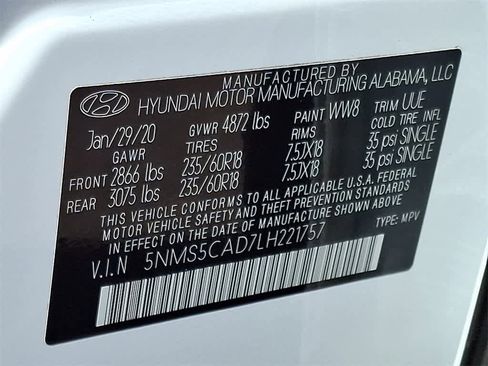 MANUFACTURED BY
HYUNDAI MOTOR MANUFACTURING ALABAMA, LLC
Jan/29/20 GVWR 4872 lbs PAINT WW8 TRIM UUE
GAWR TIRES RIMS COLD TIRE INFL
FRONT 2866 lbs 235/60R18 7.5JX18 35 psi SINGLE
REAR 3075 lbs 235/60R18 7.5JX18 35 psi SINGLE
THIS VEHICLE CONFORMS TO ALL APPLICABLE U.S.A. FEDERAL
MOTOR VEHICLE SAFETY AND THEFT PREVENTION STANDARDS
IN EFFECT ON THE DATE OF MANUFACTURE SHOWN ABOVE.
V.I.N 5NMS5CAD7LH221757 TYPE: MPV